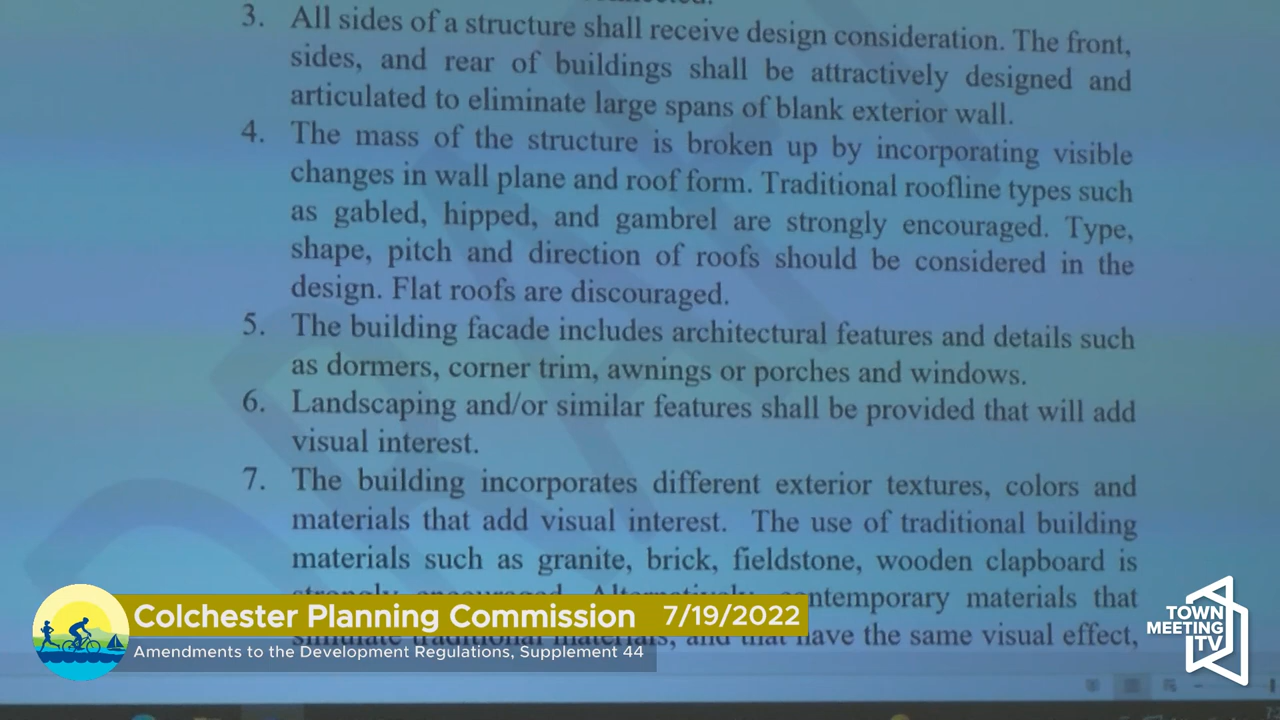 3. All sides of a structure shall receive design consideration. The front,
sides, and rear of buildings shall be attractively designed and
articulated to eliminate large spans of blank exterior wall.
4. The mass of the structure is broken up by incorporating visible
changes in wall plane and roof form. Traditional roofline types such
as gabled, hipped, and gambrel are strongly encouraged. Type,
shape, pitch and direction of roofs should be considered in the
design. Flat roofs are discouraged.
5. The building facade includes architectural features and details such
as dormers, corner trim, awnings or porches and windows.
6. Landscaping and/or similar features shall be provided that will add
visual interest.
7. The building incorporates different exterior textures, colors and
materials that add visual interest. The use of traditional building
materials such as granite, brick, fieldstone, wooden clapboard is
strongly encouraged. Alternatively, contemporary materials that
simulate traditional materials, and that have the same visual effect,
Colchester Planning Commission 7/19/2022
Amendments to the Development Regulations, Supplement 44
TOWN
MEETING
TV